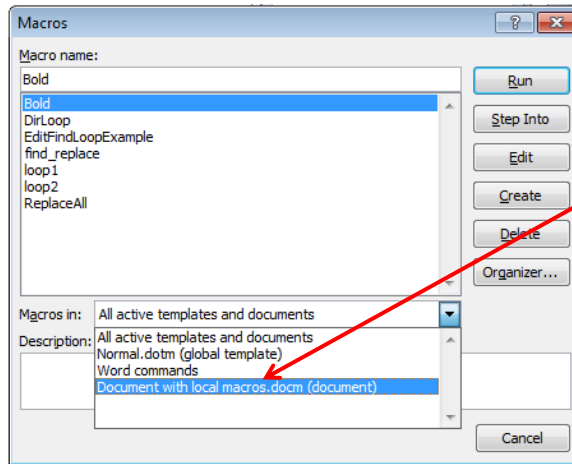 Macros
Macro name:
Bold
Run
Bold
DirLoop
EditFindLoopExample
find_replace
loop1
loop2
ReplaceAll
Step Into
Edit
Create
Delete
Organizer...
Macros in: All active templates and documents
All active templates and documents
Normal.dotm (global template)
Word commands
Document with local macros.docm (document)
Description:
Cancel